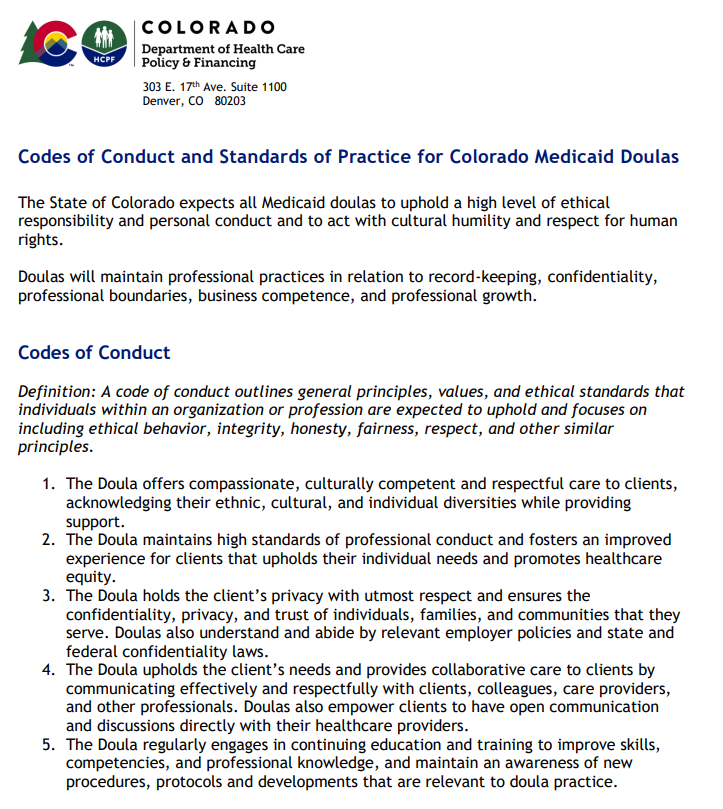 COLORADO
Department of Health Care
Policy & Financing
HCPF
TM
303 E. 17th Ave. Suite 1100
Denver, CO 80203
Codes of Conduct and Standards of Practice for Colorado Medicaid Doulas
The State of Colorado expects all Medicaid doulas to uphold a high level of ethical
responsibility and personal conduct and to act with cultural humility and respect for human
rights.
Doulas will maintain professional practices in relation to record-keeping, confidentiality,
professional boundaries, business competence, and professional growth.
Codes of Conduct
Definition: A code of conduct outlines general principles, values, and ethical standards that
individuals within an organization or profession are expected to uphold and focuses on
including ethical behavior, integrity, honesty, fairness, respect, and other similar
principles.
1. The Doula offers compassionate, culturally competent and respectful care to clients,
acknowledging their ethnic, cultural, and individual diversities while providing
support.
2. The Doula maintains high standards of professional conduct and fosters an improved
experience for clients that upholds their individual needs and promotes healthcare
equity.
3. The Doula holds the client’s privacy with utmost respect and ensures the
confidentiality, privacy, and trust of individuals, families, and communities that they
serve. Doulas also understand and abide by relevant employer policies and state and
federal confidentiality laws.
4. The Doula upholds the client’s needs and provides collaborative care to clients by
communicating effectively and respectfully with clients, colleagues, care providers,
and other professionals. Doulas also empower clients to have open communication
and discussions directly with their healthcare providers.
5. The Doula regularly engages in continuing education and training to improve skills,
competencies, and professional knowledge, and maintain an awareness of new
procedures, protocols and developments that are relevant to doula practice.